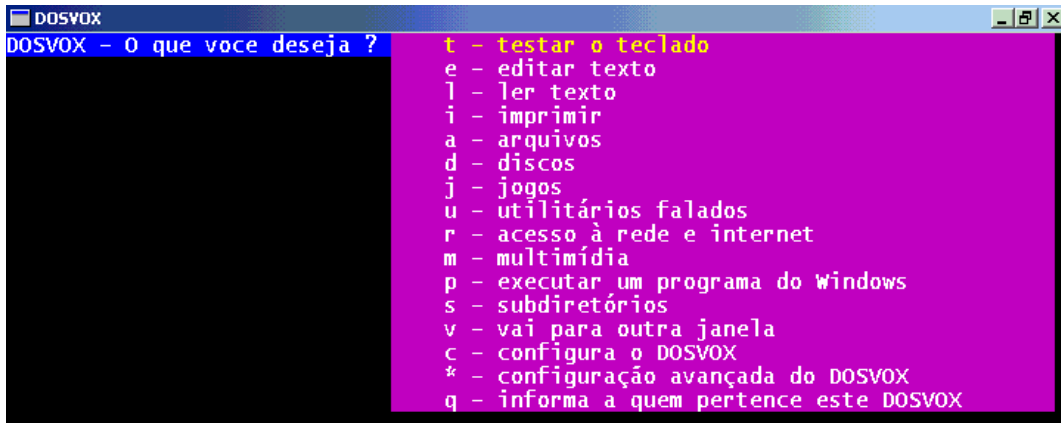 DOSVOX
DOSVOX - O que voce deseja ?
t - testar o teclado
e - editar texto
l - ler texto
i - imprimir
a - arquivos
d - discos
j - jogos
u - utilitários falados
r - acesso à rede e internet
m - multimídia
p - executar um programa do Windows
s - subdiretórios
v - vai para outra janela
c - configura o DOSVOX
* - configuração avançada do DOSVOX
q - informa a quem pertence este DOSVOX